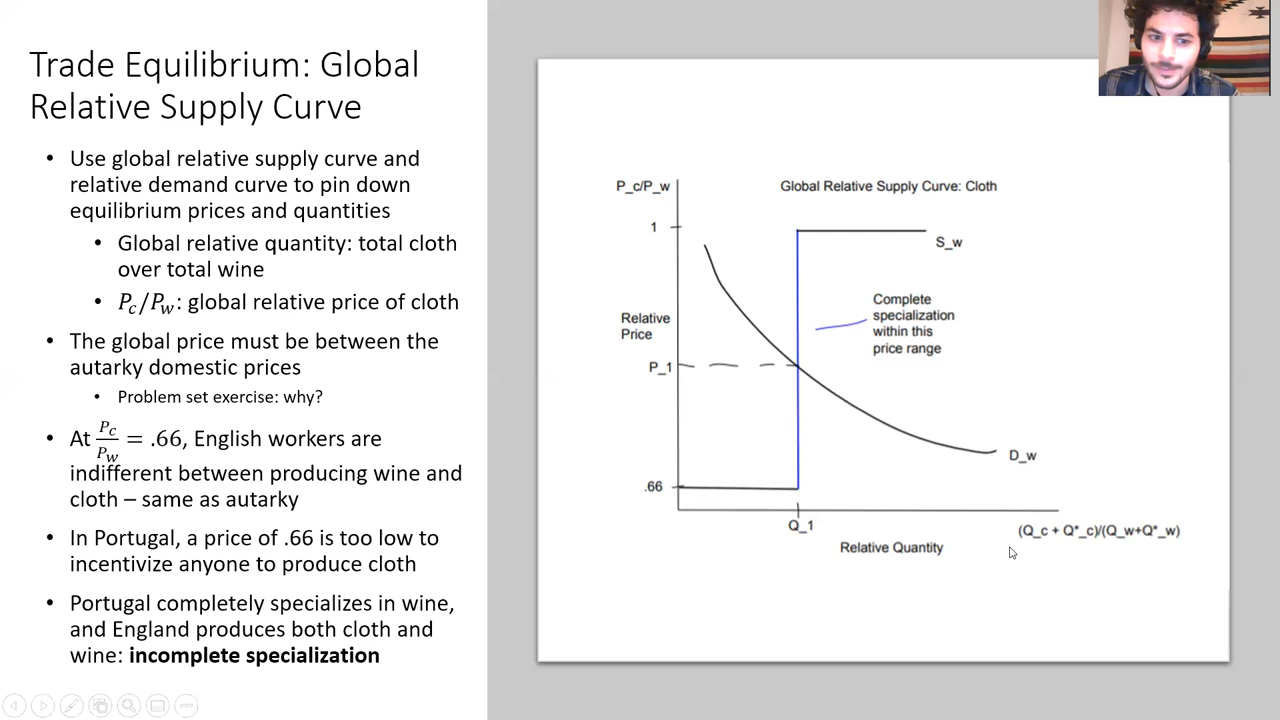 Trade Equilibrium: Global
Relative Supply Curve
• Use global relative supply curve and
relative demand curve to pin down
equilibrium prices and quantities
• Global relative quantity: total cloth
over total wine
• P_c/P_w: global relative price of cloth
• The global price must be between the
autarky domestic prices
• Problem set exercise: why?
• At P_c/P_w = .66, English workers are
indifferent between producing wine and
cloth – same as autarky
• In Portugal, a price of .66 is too low to
incentivize anyone to produce cloth
• Portugal completely specializes in wine,
and England produces both cloth and
wine: incomplete specialization
P_c/P_w
Global Relative Supply Curve: Cloth
1
S_w
Complete
specialization
within this
price range
Relative
Price
P_1
D_w
.66
Q_1
(Q_c + Q*_c)/(Q_w+Q*_w)
Relative Quantity